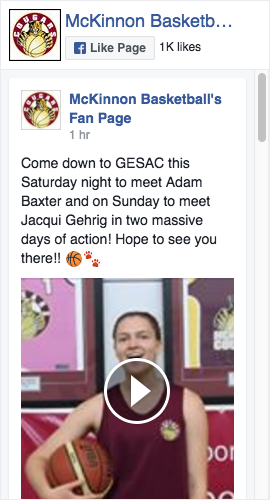 COUGARS
McKinnon Basketb...
Like Page
1K likes
COUGARS
McKinnon Basketball's
Fan Page
1 hr
Come down to GESAC this
Saturday night to meet Adam
Baxter and on Sunday to meet
Jacqui Gehrig in two massive
days of action! Hope to see you
there!! 🏀🐾